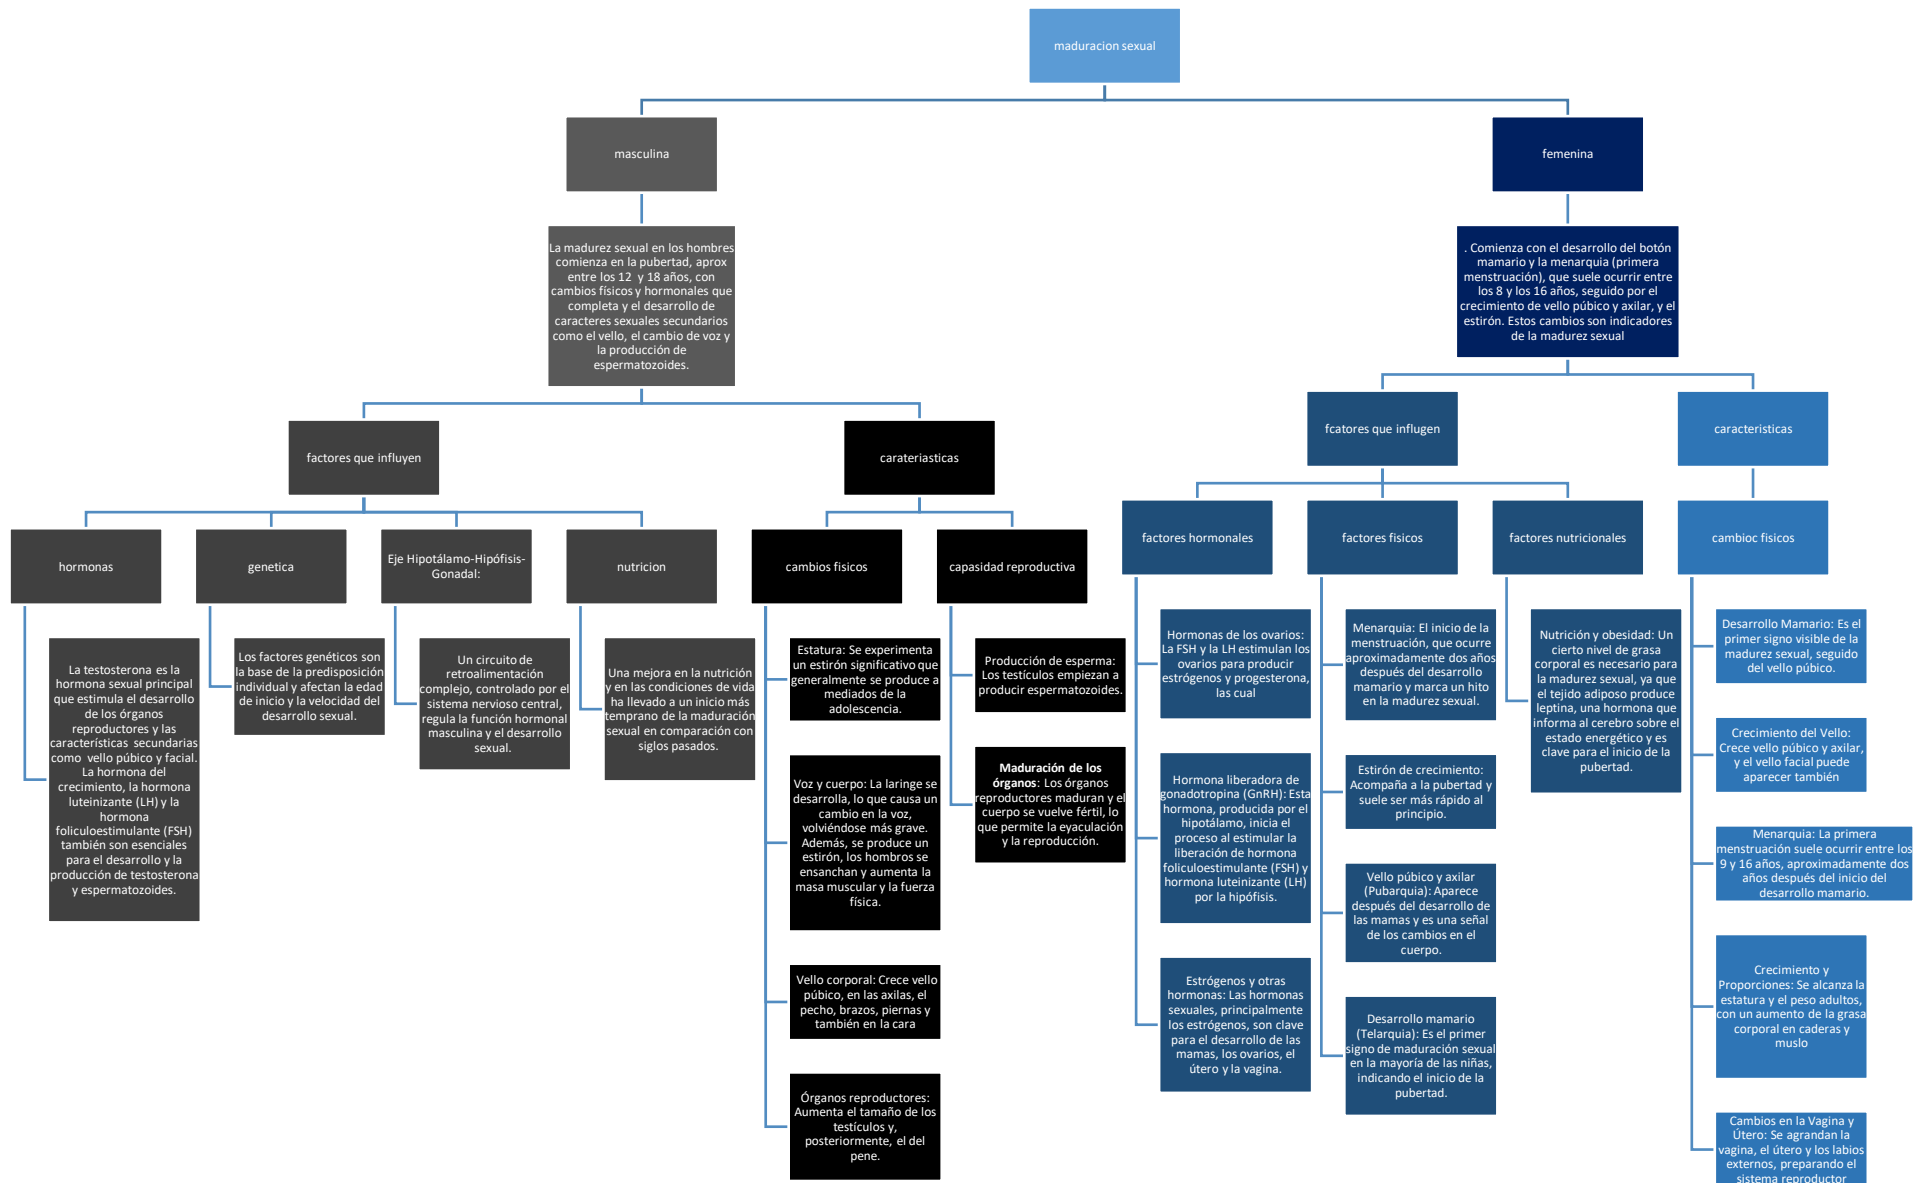 maduracion sexual
masculina
femenina
La madurez sexual en los hombres
comienza en la pubertad, aprox
entre los 12 y 18 años, con
cambios físicos y hormonales que
completa y el desarrollo de
caracteres sexuales secundarios
como el vello, el cambio de voz y
la producción de
espermatozoides.
. Comienza con el desarrollo del botón
mamario y la menarquia (primera
menstruación), que suele ocurrir entre
los 8 y los 16 años, seguido por el
crecimiento de vello púbico y axilar, y el
estirón. Estos cambios son indicadores
de la madurez sexual
factores que influyen
carateriasticas
fcatores que influgen
caracteristicas
hormonas
genetica
Eje Hipotálamo-Hipófisis-
Gonadal:
nutricion
cambios fisicos
capasidad reproductiva
factores hormonales
factores fisicos
factores nutricionales
cambioc fisicos
La testosterona es la
hormona sexual principal
que estimula el desarrollo
de los órganos
reproductores y las
características secundarias
como vello púbico y facial.
La hormona del
crecimiento, la hormona
luteinizante (LH) y la
hormona
foliculoestimulante (FSH)
también son esenciales
para el desarrollo y la
producción de testosterona
y espermatozoides.
Los factores genéticos son
la base de la predisposición
individual y afectan la edad
de inicio y la velocidad del
desarrollo sexual.
Un circuito de
retroalimentación
complejo, controlado por el
sistema nervioso central,
regula la función hormonal
masculina y el desarrollo
sexual.
Una mejora en la nutrición
y en las condiciones de vida
ha llevado a un inicio más
temprano de la maduración
sexual en comparación con
siglos pasados.
Estatura: Se experimenta
un estirón significativo que
generalmente se produce a
mediados de la
adolescencia.
Voz y cuerpo: La laringe se
desarrolla, lo que causa un
cambio en la voz,
volviéndose más grave.
Además, se produce un
estirón, los hombros se
ensanchan y aumenta la
masa muscular y la fuerza
física.
Vello corporal: Crece vello
púbico, en las axilas, el
pecho, brazos, piernas y
también en la cara
Órganos reproductores:
Aumenta el tamaño de los
testículos y,
posteriormente, el del
pene.
Producción de esperma:
Los testículos empiezan a
producir espermatozoides.
Maduración de los
órganos: Los órganos
reproductores maduran y el
cuerpo se vuelve fértil, lo
que permite la eyaculación
y la reproducción.
Hormonas de los ovarios:
La FSH y la LH estimulan los
ovarios para producir
estrógenos y progesterona,
las cual
Hormona liberadora de
gonadotropina (GnRH): Esta
hormona, producida por el
hipotálamo, inicia el
proceso al estimular la
liberación de hormona
foliculoestimulante (FSH) y
hormona luteinizante (LH)
por la hipófisis.
Estrógenos y otras
hormonas: Las hormonas
sexuales, principalmente
los estrógenos, son clave
para el desarrollo de las
mamas, los ovarios, el
útero y la vagina.
Menarquia: El inicio de la
menstruación, que ocurre
aproximadamente dos años
después del desarrollo
mamario y marca un hito
en la madurez sexual.
Estirón de crecimiento:
Acompaña a la pubertad y
suele ser más rápido al
principio.
Vello púbico y axilar
(Pubarquia): Aparece
después del desarrollo de
las mamas y es una señal
de los cambios en el
cuerpo.
Desarrollo mamario
(Telarquia): Es el primer
signo de maduración sexual
en la mayoría de las niñas,
indicando el inicio de la
pubertad.
Nutrición y obesidad: Un
cierto nivel de grasa
corporal es necesario para
la madurez sexual, ya que
el tejido adiposo produce
leptina, una hormona que
informa al cerebro sobre el
estado energético y es
clave para el inicio de la
pubertad.
Desarrollo Mamario: Es el
primer signo visible de la
madurez sexual, seguido
del vello púbico.
Crecimiento del Vello:
Crece vello púbico y axilar,
y el vello facial puede
aparecer también
Menarquia: La primera
menstruación suele ocurrir entre los
9 y 16 años, aproximadamente dos
años después del inicio del
desarrollo mamario.
Crecimiento y
Proporciones: Se alcanza la
estatura y el peso adultos,
con un aumento de la grasa
corporal en caderas y
muslo
Cambios en la Vagina y
Útero: Se agrandan la
vagina, el útero y los labios
externos, preparando el
sistema reproductor